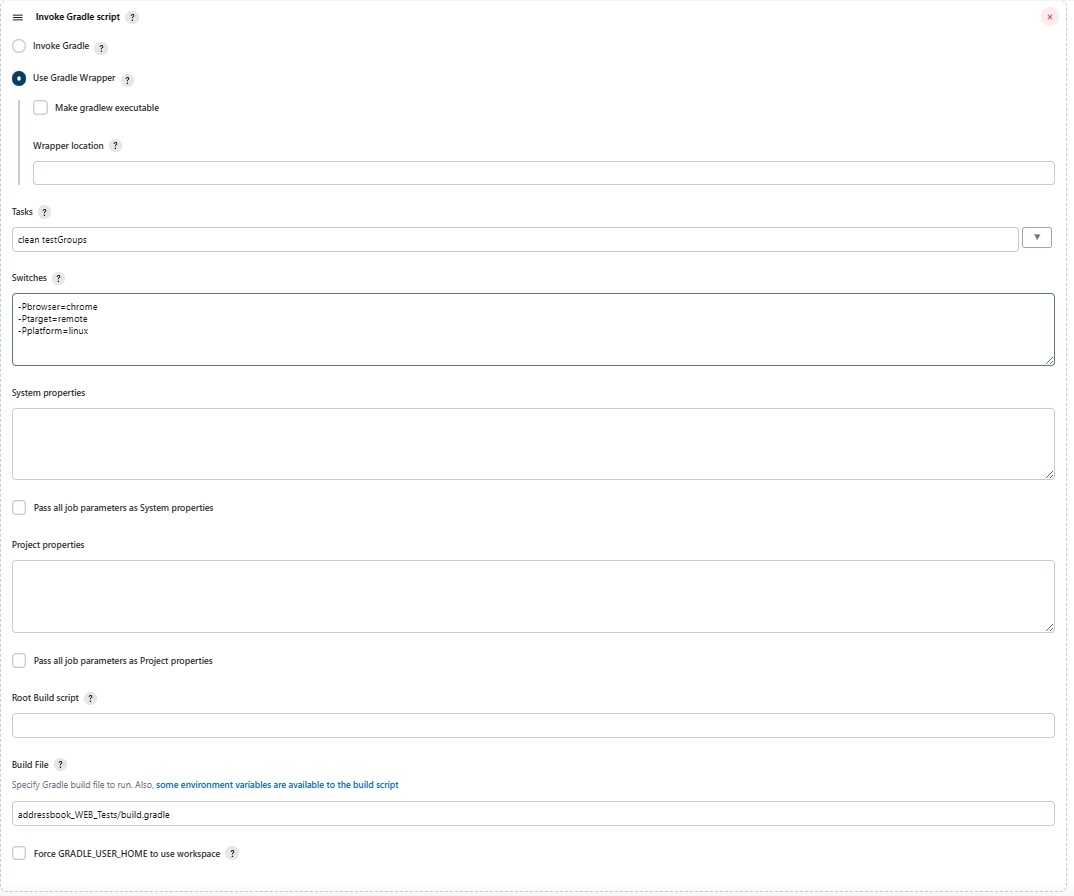 Invoke Gradle script ?
Invoke Gradle ?
Use Gradle Wrapper ?
Make gradlew executable
Wrapper location ?
Tasks ?
clean testGroups
Switches ?
-Pbrowser=chrome
-Ptarget=remote
-Pplatform=linux
System properties
Pass all job parameters as System properties
Project properties
Pass all job parameters as Project properties
Root Build script ?
Build File ?
Specify Gradle build file to run. Also, some environment variables are available to the build script
addressbook_WEB_Tests/build.gradle
Force GRADLE_USER_HOME to use workspace ?